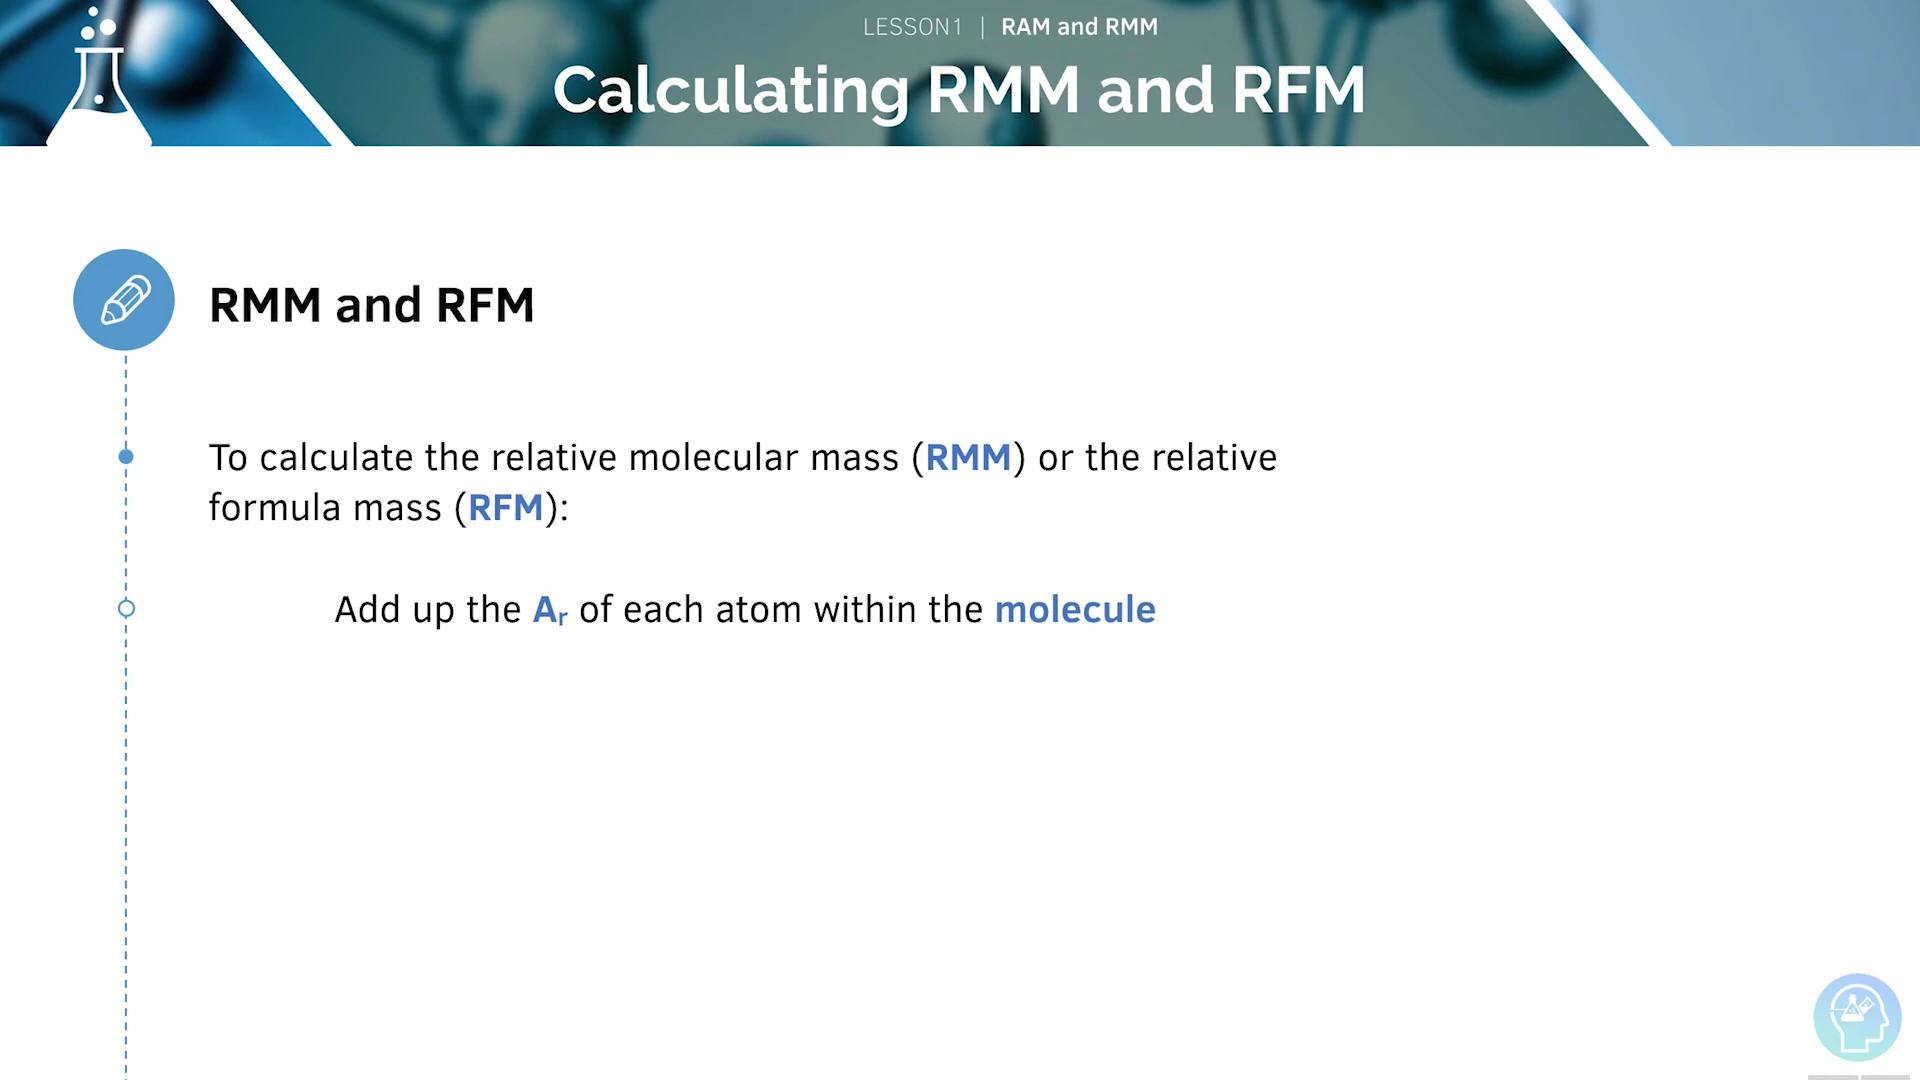 LESSON1 | RAM and RMM
Calculating RMM and RFM
RMM and RFM
To calculate the relative molecular mass (RMM) or the relative
formula mass (RFM):
Add up the Ar of each atom within the molecule